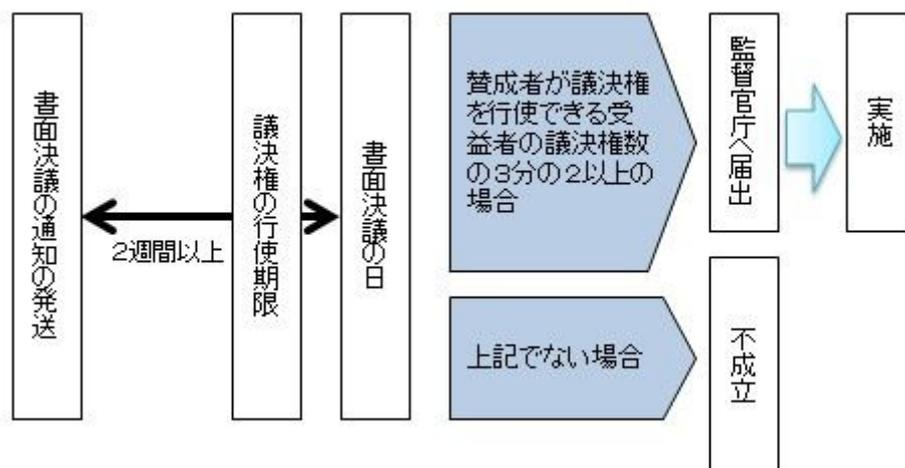 書面決議の通知の発送
2週間以上
議決権の行使期限
書面決議の日
賛成者が議決権
を行使できる受
益者の議決権数
の3分の2以上の
場合
監督官庁へ届出
実施
上記でない場合
不成立